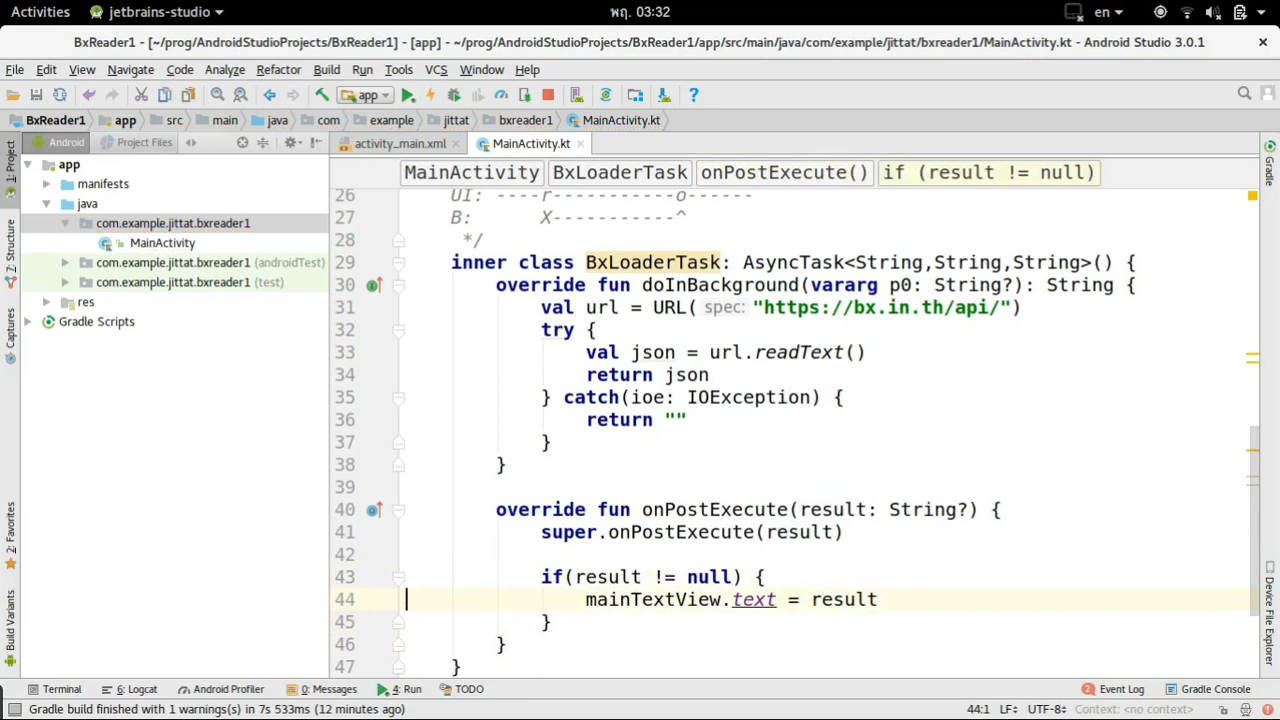 Activities jetbrains-studio พฤ. 03:32 en
BxReader1 - [~/prog/AndroidStudioProjects/BxReader1] - [app] - ~/prog/AndroidStudioProjects/BxReader1/app/src/main/java/com/example/jittat/bxreader1/MainActivity.kt - Android Studio 3.0.1
File Edit View Navigate Code Analyze Refactor Build Run Tools VCS Window Help
app
BxReader1 app src main java com example jittat bxreader1 MainActivity.kt
Android Project Files activity_main.xml MainActivity.kt
MainActivity BxLoaderTask onPostExecute() if (result != null)
1: Project
Z: Structure
Captures
2: Favorites
Build Variants
app
manifests
java
com.example.jittat.bxreader1
MainActivity
com.example.jittat.bxreader1 (androidTest)
com.example.jittat.bxreader1 (test)
res
Gradle Scripts
26 UI: ----r-----------o------
27 B: X-----------^
28 */
29 inner class BxLoaderTask: AsyncTask<String,String,String>() {
30 override fun doInBackground(vararg p0: String?): String {
31 val url = URL( spec: "https://bx.in.th/api/")
32 try {
33 val json = url.readText()
34 return json
35 } catch(ioe: IOException) {
36 return ""
37 }
38 }
39
40 override fun onPostExecute(result: String?) {
41 super.onPostExecute(result)
42
43 if(result != null) {
44 mainTextView.text = result
45 }
46 }
47 }
Gradle
Device File Explorer
Terminal 6: Logcat Android Profiler 0: Messages 4: Run TODO 2 Event Log Gradle Console
Gradle build finished with 1 warnings(s) in 7s 533ms (12 minutes ago) 44:1 LF÷ UTF-8÷ Context: <no context>